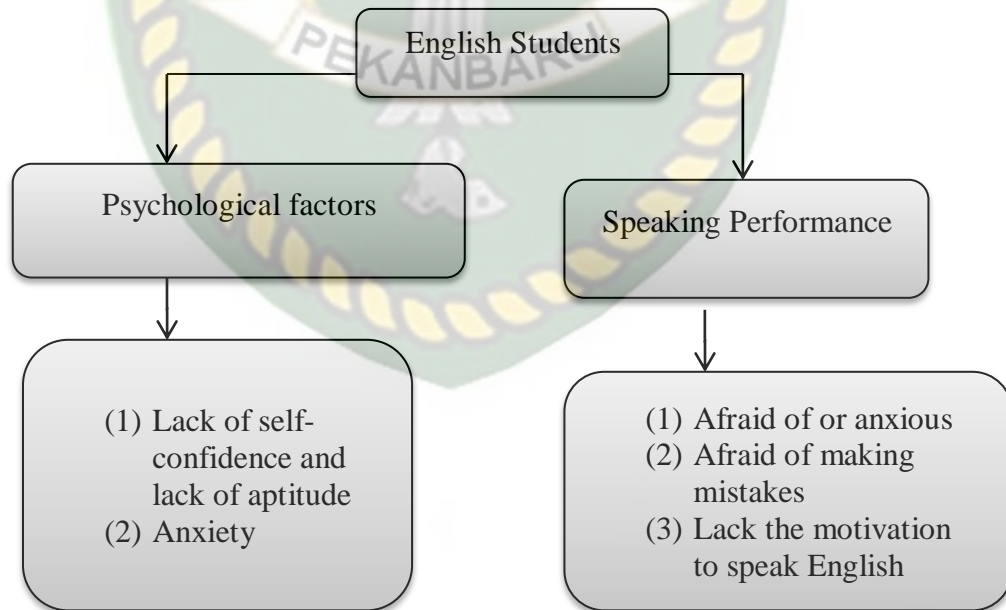 English Students
PEKANBARU
Psychological factors
Speaking Performance
(1) Lack of self-
confidence and
lack of aptitude
(2) Anxiety
(1) Afraid of or anxious
(2) Afraid of making
mistakes
(3) Lack the motivation
to speak English